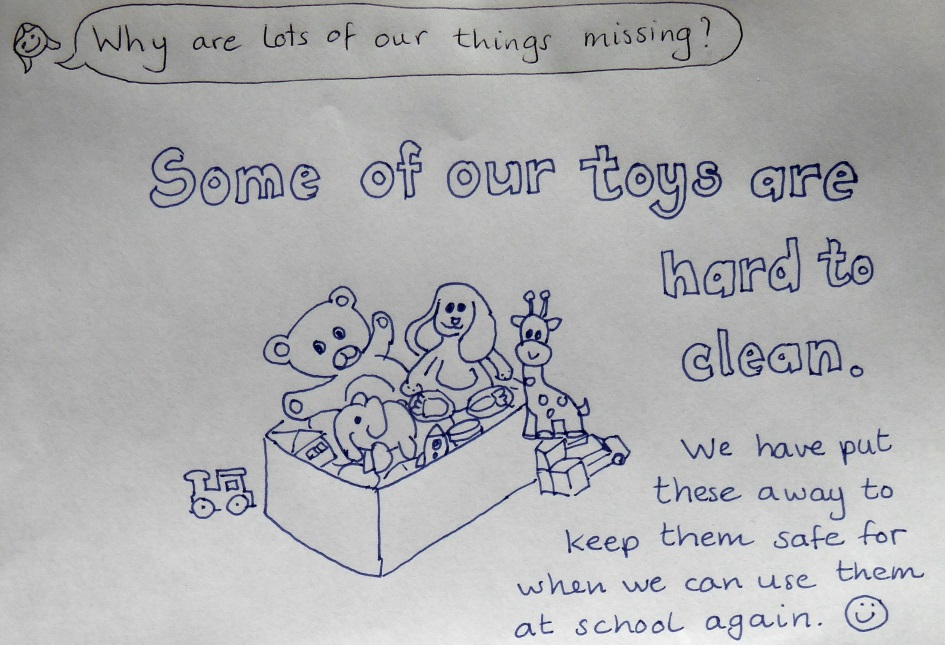 Why are lots of our things missing?
Some of our toys are
hard to
clean.
We have put
these away to
keep them safe for
when we can use them
at school again.